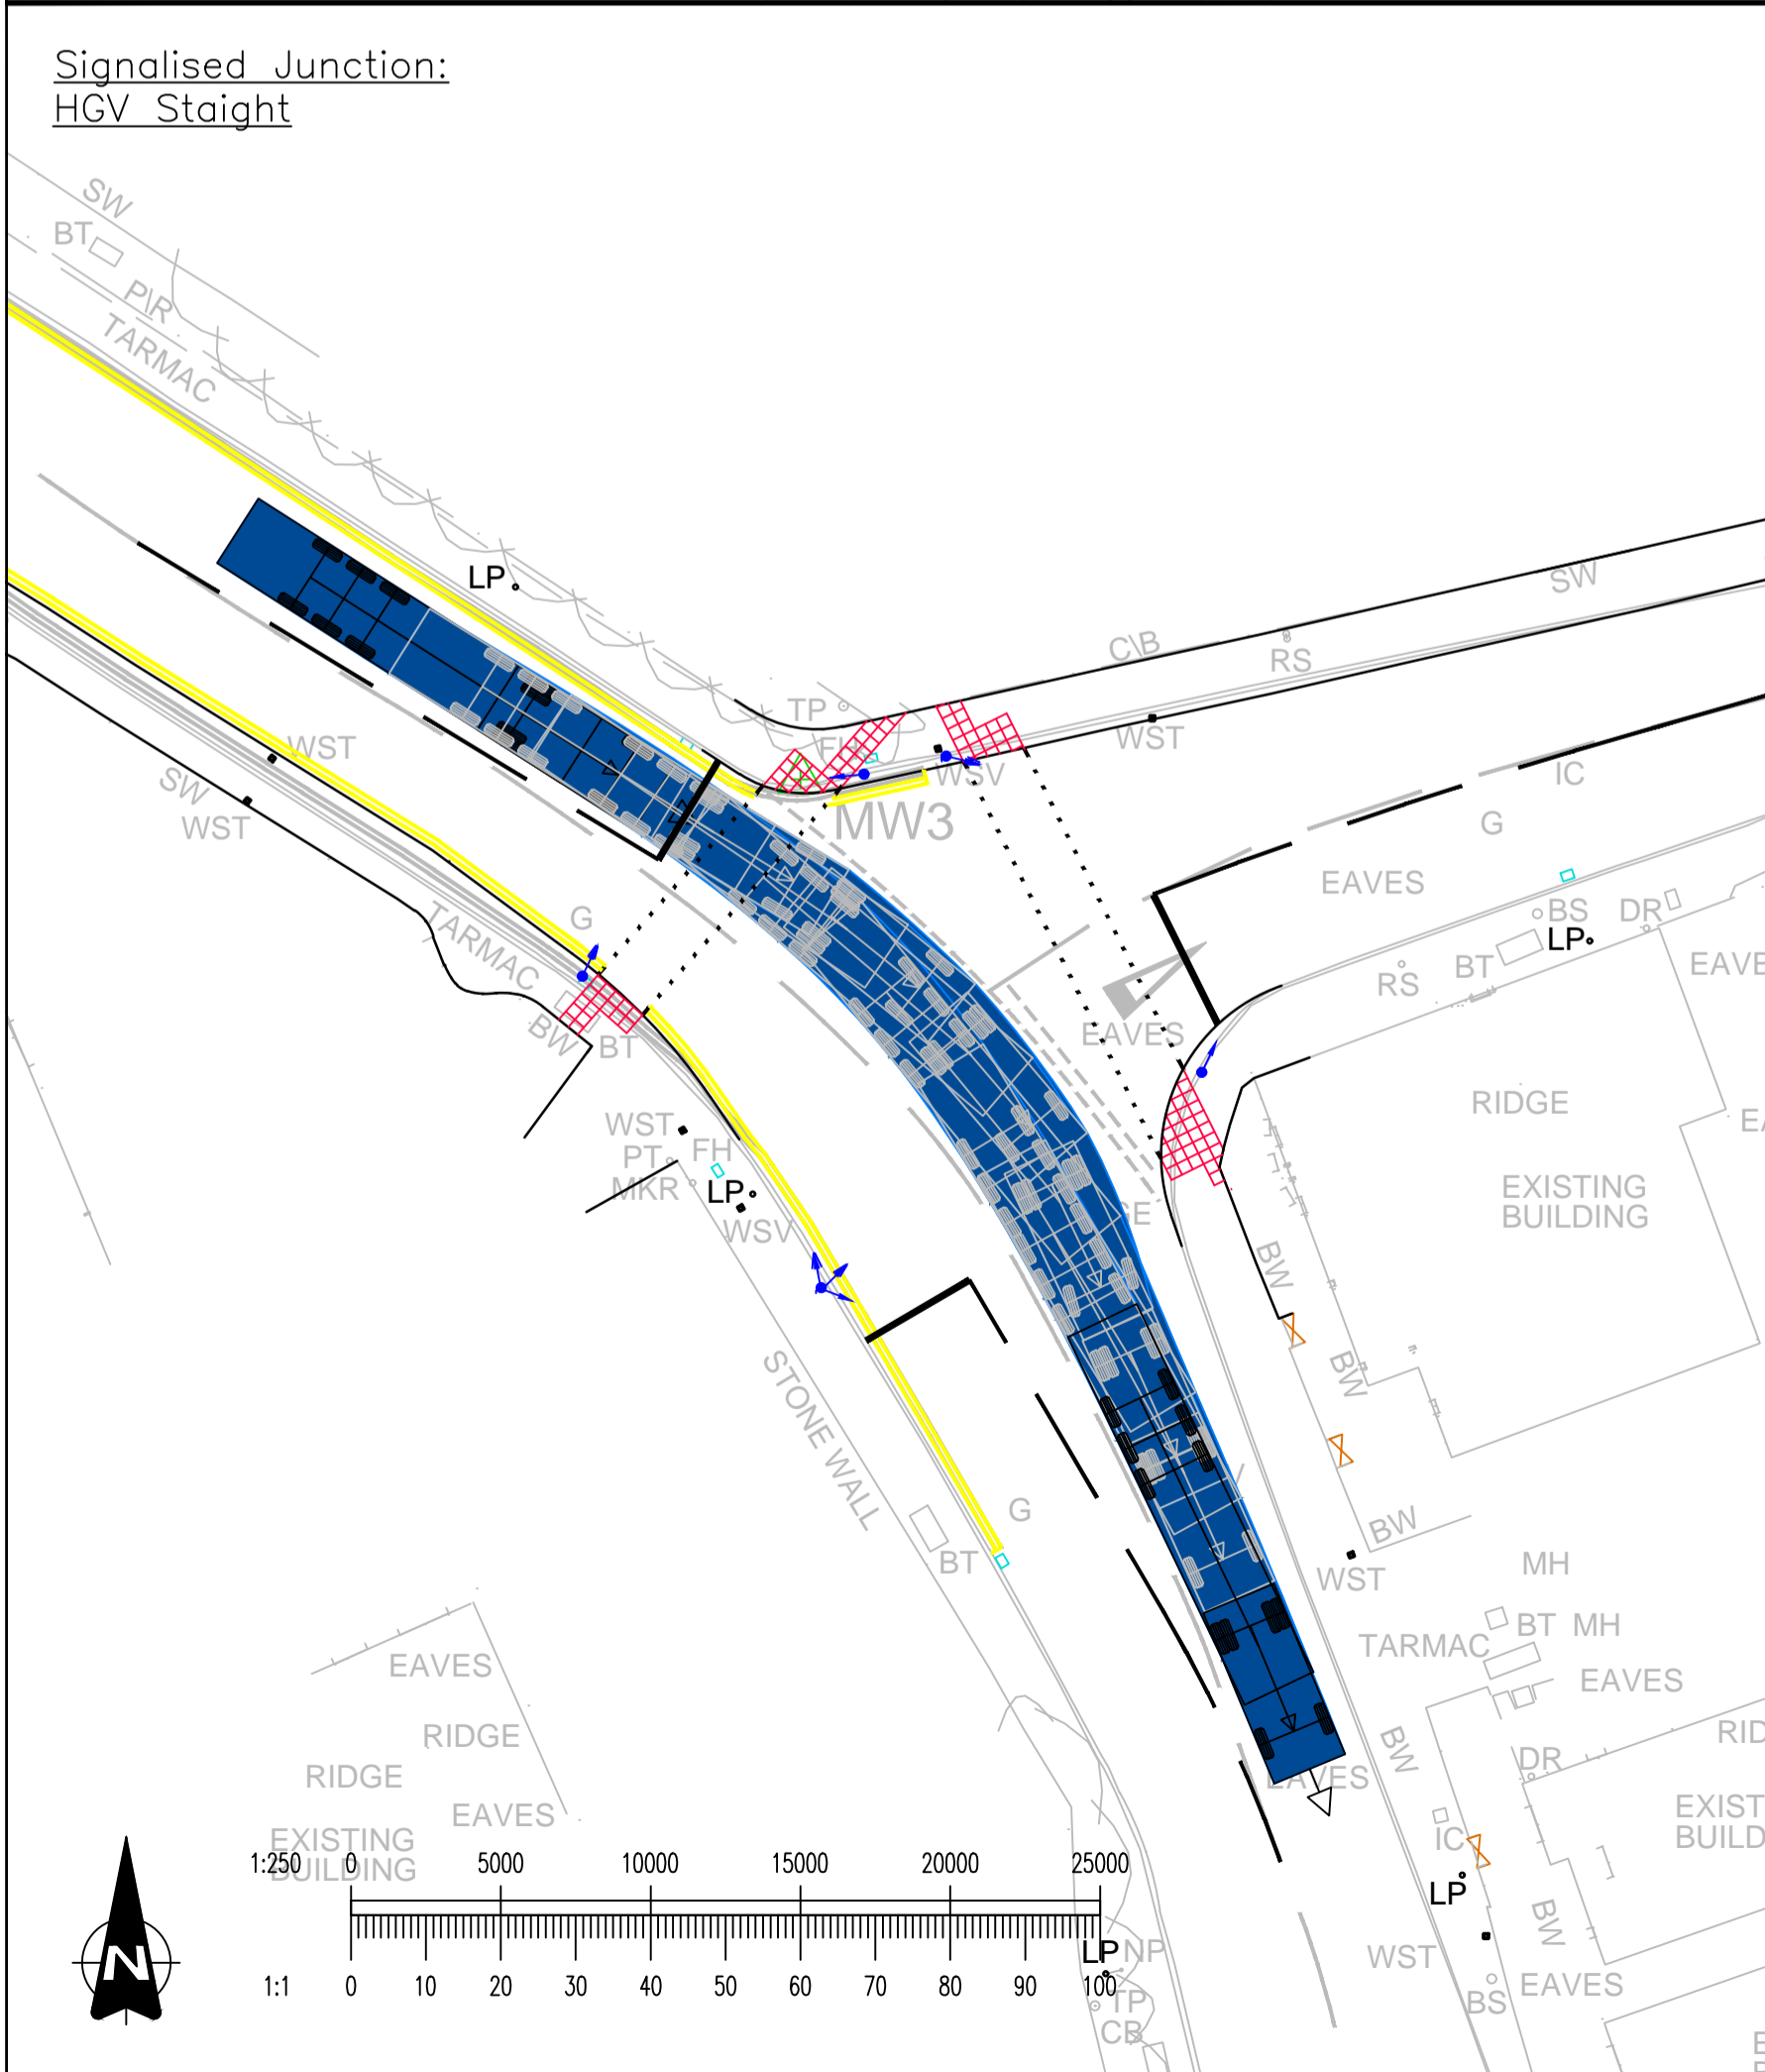 Signalised Junction:
HGV Staight
SW
BT
P\R
TARMAC
LP
SW
C\B
RS
TP
WST
WST
WSV
IC
MW3
SW
WST
G
EAVES
G
TARMAC
BS
DR
LP
BT
RS
EAVES
BW
BT
RIDGE
WST
PT
FH
MKR
LP
WSV
EXISTING
BUILDING
BW
BW
STONE WALL
G
BT
BW
WST
MH
BT
MH
TARMAC
EAVES
EAVES
RIDGE
RIDGE
EAVES
BW
DR
EAVES
EXISTING
BUILDING
IC
LP
BW
1:250 0 5000 10000 15000 20000 25000
N
LP
NP
WST
1:1 0 10 20 30 40 50 60 70 80 90 100
TP
CB
EAVES
BS